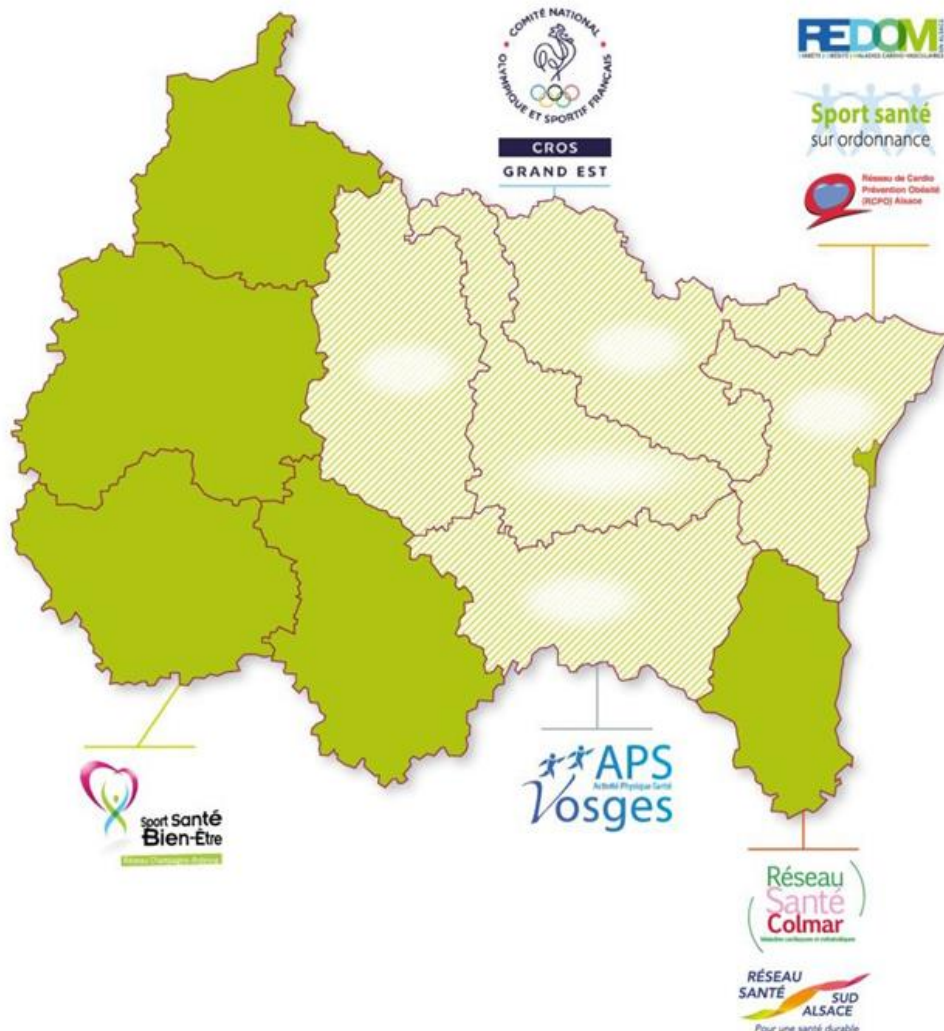 COMITÉ NATIONAL
OLYMPIQUE ET SPORTIF FRANÇAIS
CROS
GRAND EST
REDOM
Sport santé
sur ordonnance
Réseau de Cardio
Prévention Obésité
(RCPO) Alsace
Sport Santé
Bien-Être
APS
Activité Physique Santé
Vosges
Réseau
Santé
Colmar
RÉSEAU
SANTÉ
SUD
ALSACE
Pour une santé durable